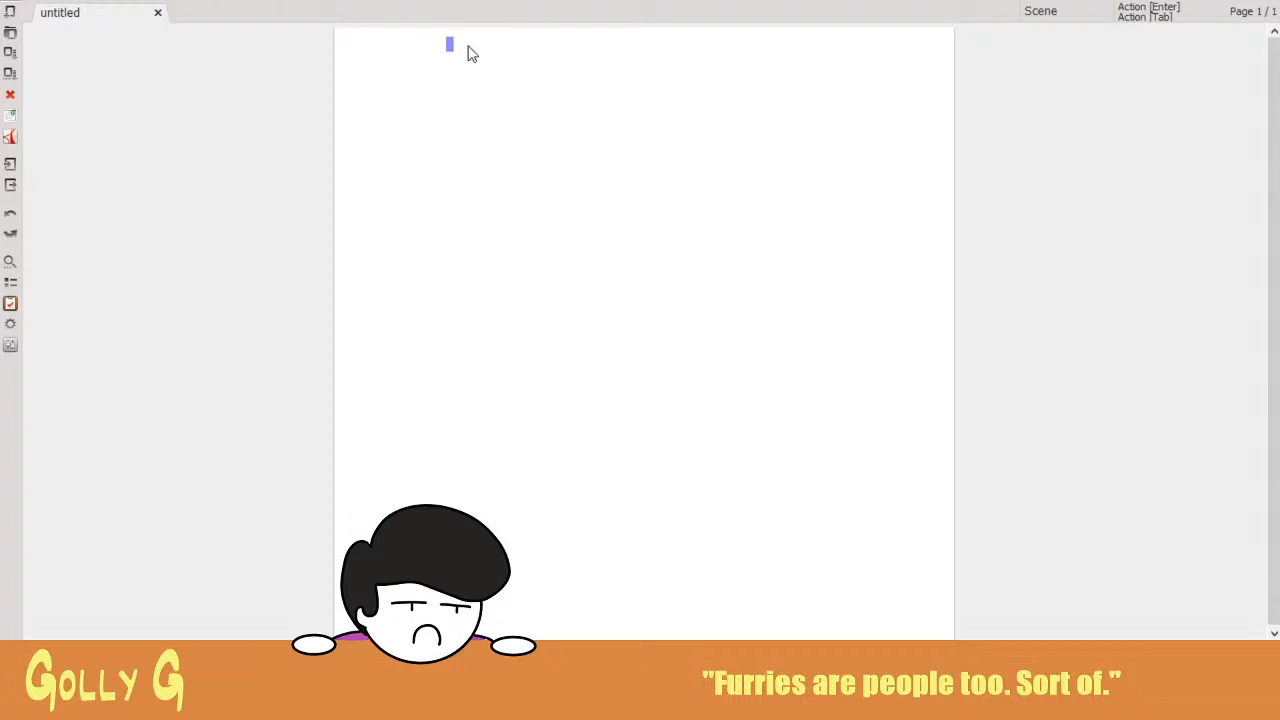 untitled
Scene
Action [Enter]
Action [Tab]
Page 1 / 1
GOLLY G
"Furries are people too. Sort of."